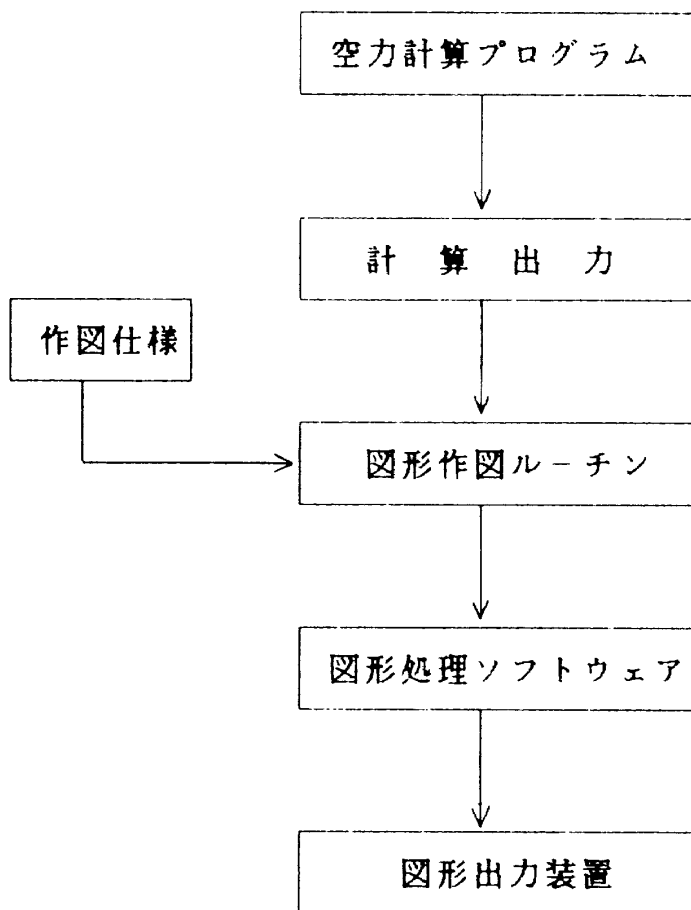 空力計算プログラム
計算出力
作図仕様
図形作図ル－チン
図形処理ソフトウェア
図形出力装置